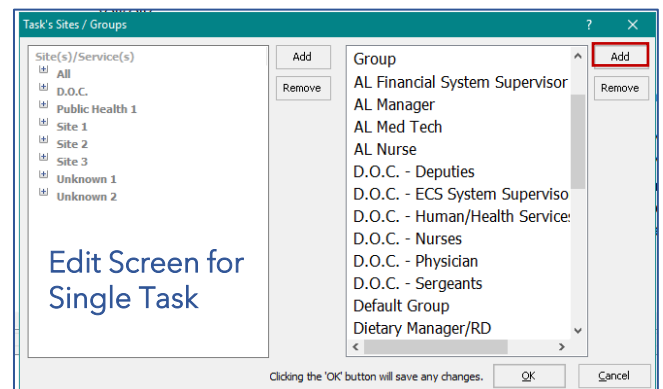 Task's Sites / Groups ? ×
Site(s)/Service(s)
All
D.O.C.
Public Health 1
Site 1
Site 2
Site 3
Unknown 1
Unknown 2
Edit Screen for
Single Task
Add
Remove
Group
AL Financial System Supervisor
AL Manager
AL Med Tech
AL Nurse
D.O.C. - Deputies
D.O.C. - ECS System Superviso
D.O.C. - Human/Health Service
D.O.C. - Nurses
D.O.C. - Physician
D.O.C. - Sergeants
Default Group
Dietary Manager/RD
Add
Remove
Clicking the 'OK' button will save any changes. OK Cancel